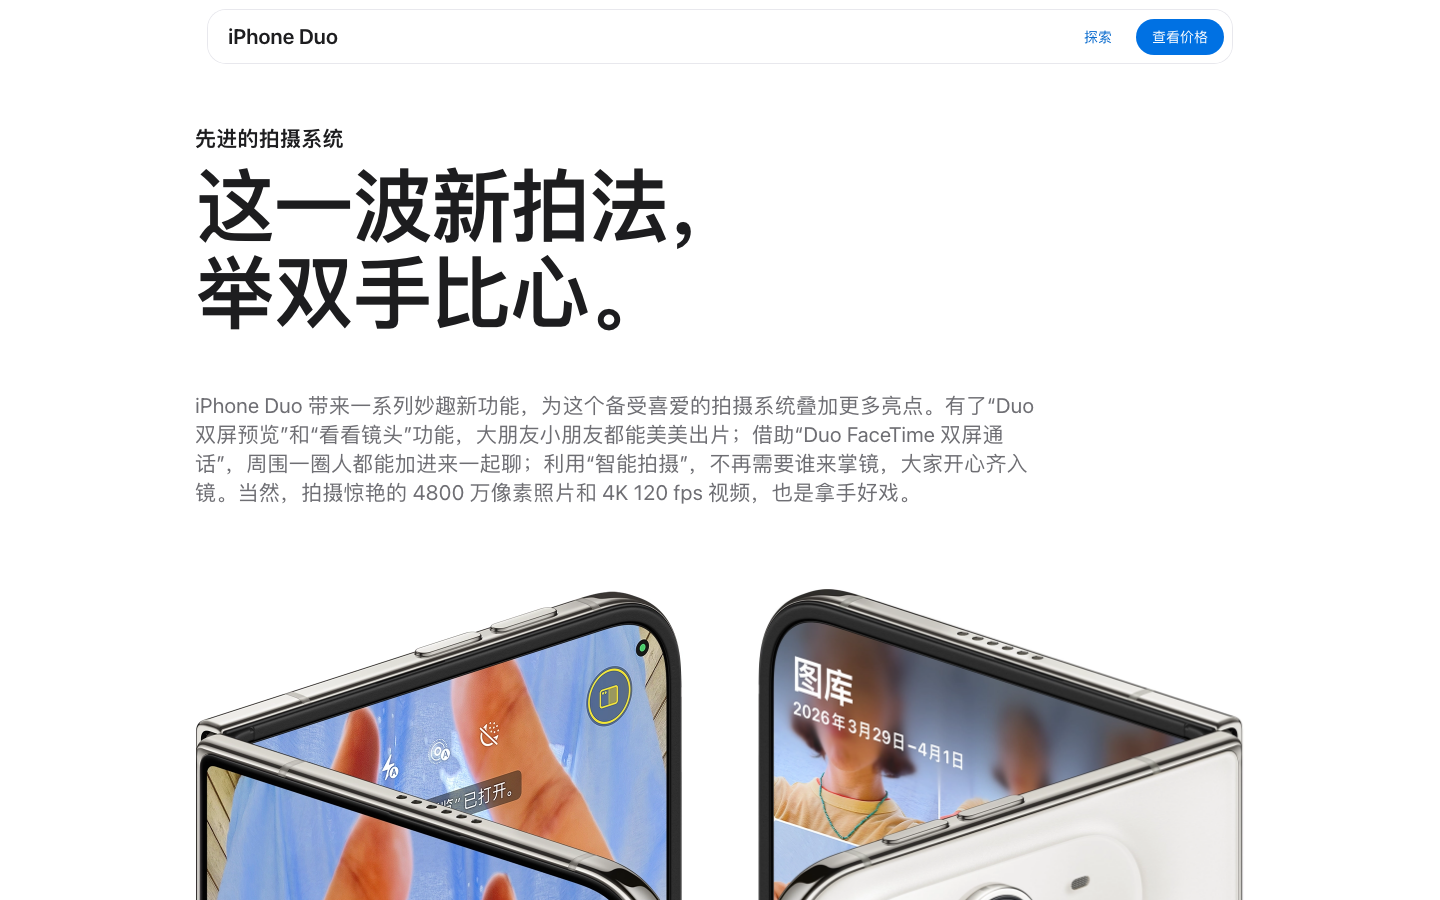 iPhone Duo
探索
查看价格
先进的拍摄系统
这一波新拍法，
举双手比心。
iPhone Duo 带来一系列妙趣新功能，为这个备受喜爱的拍摄系统叠加更多亮点。有了“Duo
双屏预览”和“看看镜头”功能，大朋友小朋友都能美美出片；借助“Duo FaceTime 双屏通
话”，周围一圈人都能加进来一起聊；利用“智能拍摄”，不再需要谁来掌镜，大家开心齐入
镜。当然，拍摄惊艳的 4800 万像素照片和 4K 120 fps 视频，也是拿手好戏。
览”已打开。
图库
2026年3月29日–4月1日